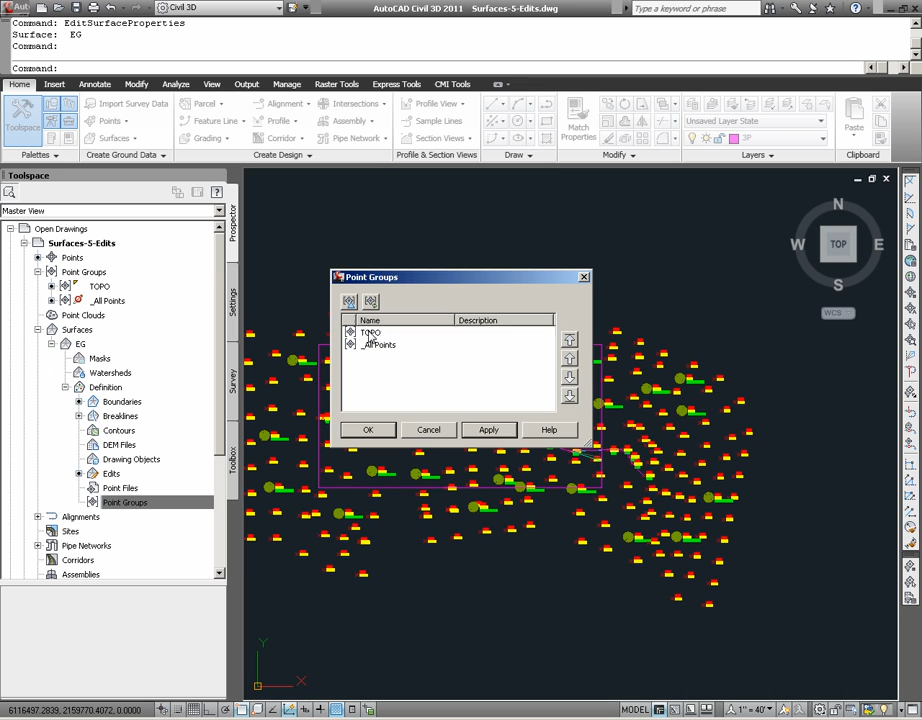 Civil 3D
AutoCAD Civil 3D 2011 Surfaces-5-Edits.dwg
Type a keyword or phrase
Command: EditSurfaceProperties
Surface: EG
Command:
Command:
Home Insert Annotate Modify Analyze View Output Manage Raster Tools Express Tools CMI Tools
Toolspace
Import Survey Data
Points
Surfaces
Parcel
Feature Line
Grading
Alignment
Profile
Corridor
Intersections
Assembly
Pipe Network
Profile View
Sample Lines
Section Views
Match
Properties
Unsaved Layer State
3P
Paste
Palettes Create Ground Data Create Design Profile & Section Views Draw Modify Layers Clipboard
Toolspace
Master View
Open Drawings
Surfaces-5-Edits
Points
Point Groups
TOPO
_All Points
Point Clouds
Surfaces
EG
Masks
Watersheds
Definition
Boundaries
Breaklines
Contours
DEM Files
Drawing Objects
Edits
Point Files
Point Groups
Alignments
Sites
Pipe Networks
Corridors
Assemblies
Prospector
Settings
Survey
Toolbox
Point Groups
Name Description
TOPO
_All Points
OK Cancel Apply Help
N
W TOP E
S
WCS
Y
X
6116497.2839, 2159770.4072, 0.0000
MODEL
1" = 40'